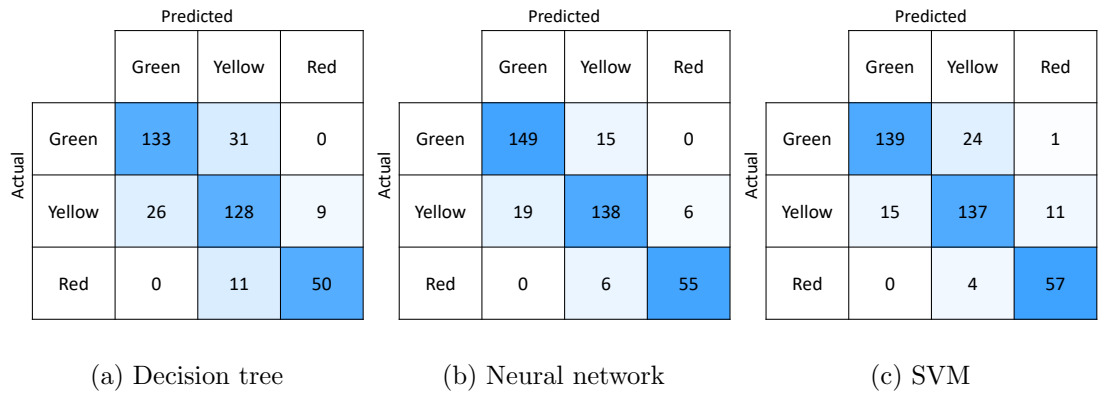 Predicted
Green Yellow Red
Actual
Green 133 31 0
Yellow 26 128 9
Red 0 11 50
(a) Decision tree
Predicted
Green Yellow Red
Actual
Green 149 15 0
Yellow 19 138 6
Red 0 6 55
(b) Neural network
Predicted
Green Yellow Red
Actual
Green 139 24 1
Yellow 15 137 11
Red 0 4 57
(c) SVM